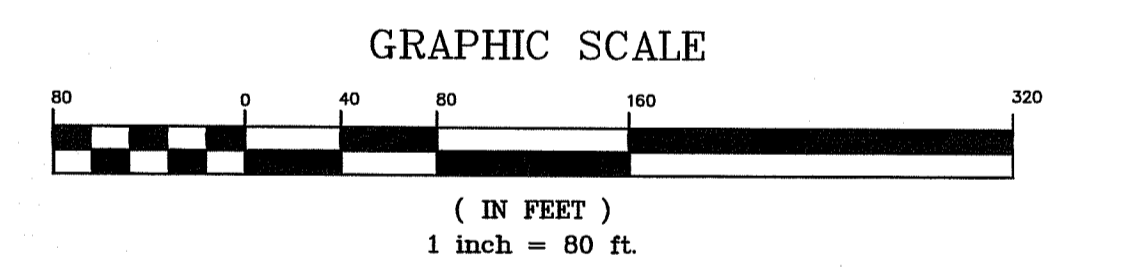 GRAPHIC SCALE
80 0 40 80 160 320
( IN FEET )
1 inch = 80 ft.